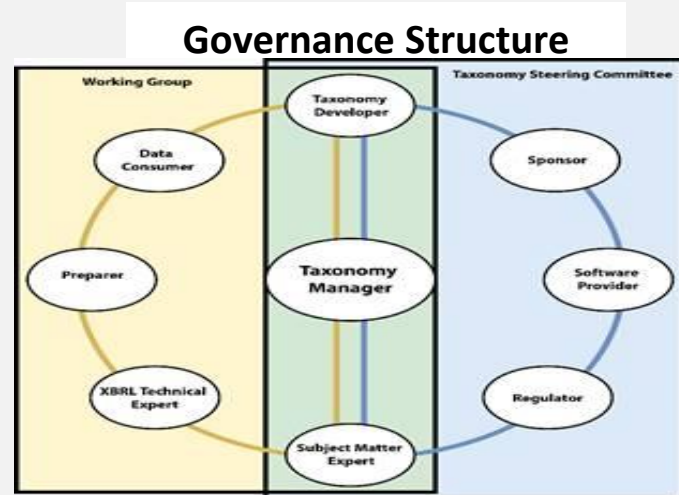 Governance Structure
Working Group
Taxonomy Steering Committee
Taxonomy
Developer
Data
Consumer
Sponsor
Preparer
Taxonomy
Manager
Software
Provider
XBRL Technical
Expert
Regulator
Subject Matter
Expert